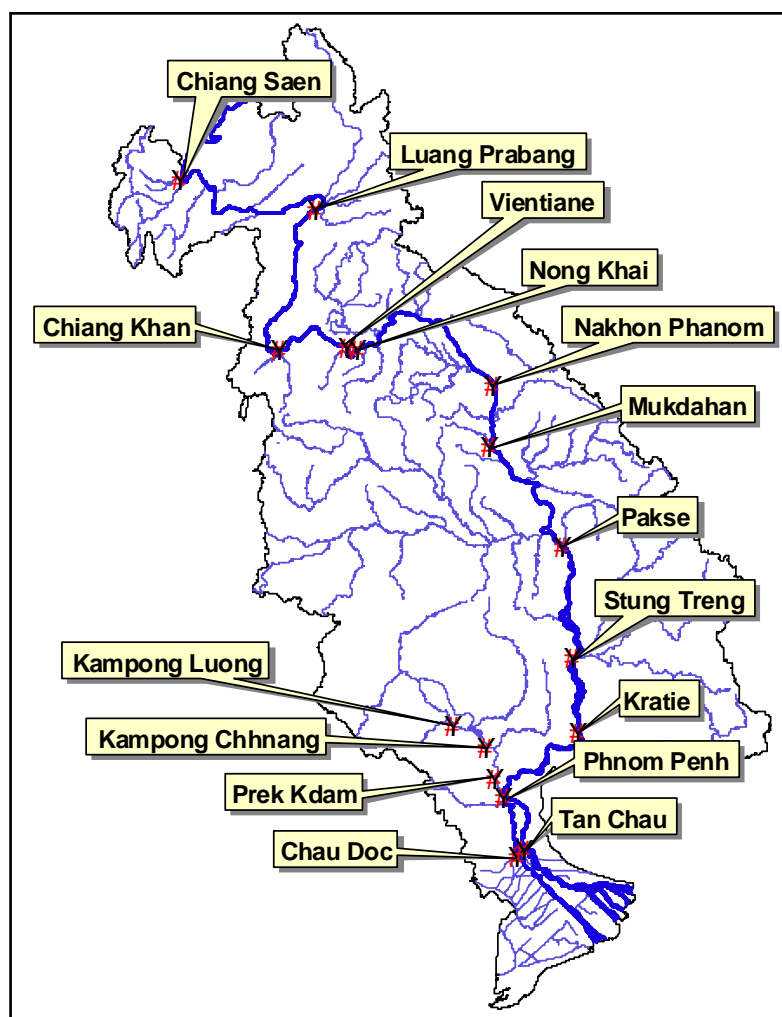 Chiang Saen
Luang Prabang
Vientiane
Nong Khai
Chiang Khan
Nakhon Phanom
Mukdahan
Pakse
Stung Treng
Kampong Luong
Kratie
Kampong Chhnang
Phnom Penh
Prek Kdam
Tan Chau
Chau Doc